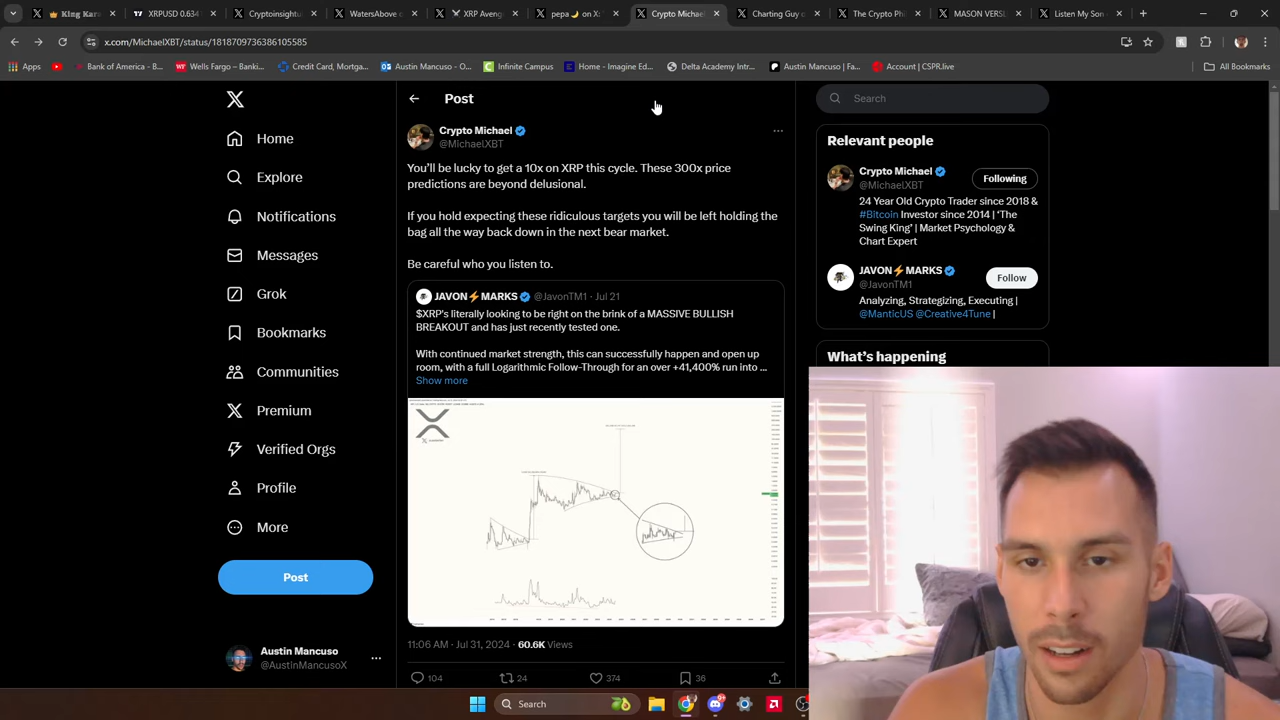 King Kara
XRPUSD 0.634
Cryptoinsightful
WatersAbove
XRP Aveng
pepa🌙 on X
Crypto Michael
Charting Guy
The Crypto Phi
MASON VERSL
Listen My Son
x.com/MichaelXBT/status/1818709736386105585
Apps
Bank of America - B...
Wells Fargo – Banki...
Credit Card, Mortga...
Austin Mancuso - O...
Infinite Campus
Home - Imagine Ed...
Delta Academy Intr...
Austin Mancuso | Fa...
Account | CSPR.live
All Bookmarks
Home
Explore
Notifications
Messages
Grok
Bookmarks
Communities
Premium
Verified Orgs
Profile
More
Post
Austin Mancuso
@AustinMancusoX
Post
Crypto Michael
@MichaelXBT
You’ll be lucky to get a 10x on XRP this cycle. These 300x price
predictions are beyond delusional.
If you hold expecting these ridiculous targets you will be left holding the
bag all the way back down in the next bear market.
Be careful who you listen to.
JAVON⚡MARKS @JavonTM1 · Jul 21
$XRP's literally looking to be right on the brink of a MASSIVE BULLISH
BREAKOUT and has just recently tested one.
With continued market strength, this can successfully happen and open up
room, with a full Logarithmic Follow-Through for an over +41,400% run into ...
Show more
11:06 AM · Jul 31, 2024 · 60.6K Views
104
24
374
36
Search
Relevant people
Crypto Michael
@MichaelXBT
Following
24 Year Old Crypto Trader since 2018 &
#Bitcoin Investor since 2014 | ‘The
Swing King’ | Market Psychology &
Chart Expert
JAVON⚡MARKS
@JavonTM1
Follow
Analyzing, Strategizing, Executing |
@ManticUS @Creative4Tune |
What’s happening
Search